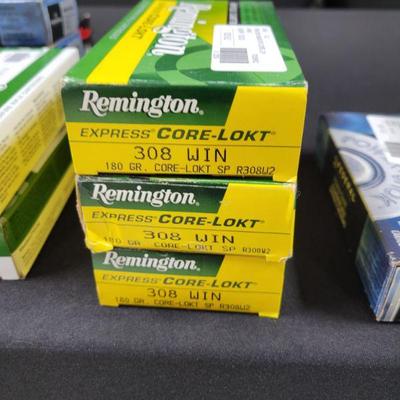 Remington
Remington®
EXPRESS® CORE-LOKT®
308 WIN
180 GR. CORE-LOKT SP R308W2
Remington®
EXPRESS® CORE-LOKT®
308 WIN
180 GR. CORE-LOKT SP R308W2
Remington®
EXPRESS® CORE-LOKT®
308 WIN
180 GR. CORE-LOKT SP R308W2